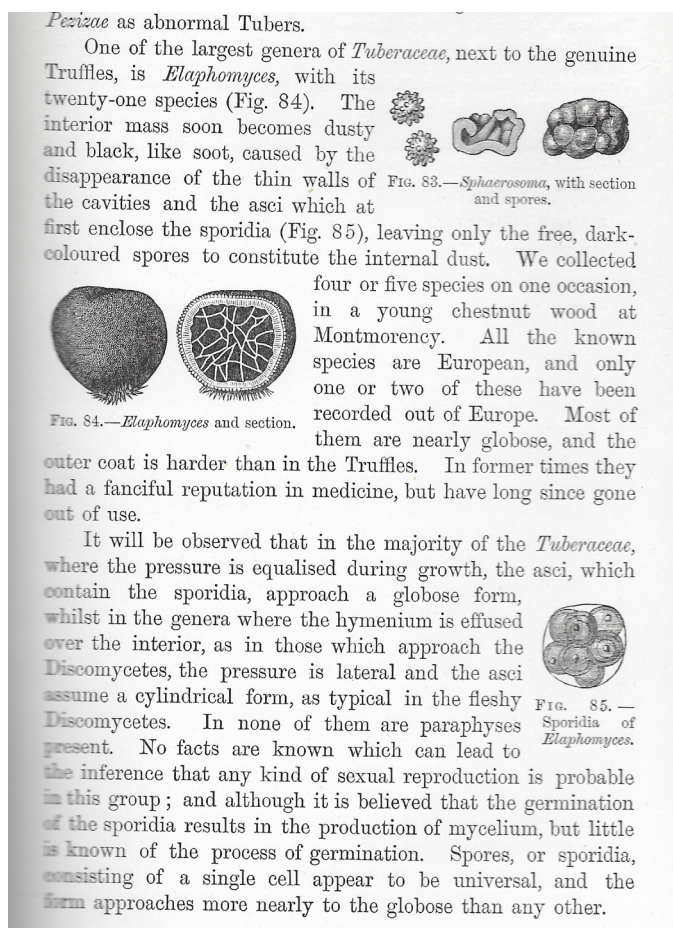 Pezizae as abnormal Tubers.
One of the largest genera of Tuberaceae, next to the genuine
Truffles, is Elaphomyces, with its
twenty-one species (Fig. 84). The
interior mass soon becomes dusty
and black, like soot, caused by the
disappearance of the thin walls of
the cavities and the asci which at
FIG. 83.—Sphaerosoma, with section
and spores.
first enclose the sporidia (Fig. 85), leaving only the free, dark-
coloured spores to constitute the internal dust. We collected
four or five species on one occasion,
in a young chestnut wood at
Montmorency. All the known
species are European, and only
one or two of these have been
recorded out of Europe. Most of
them are nearly globose, and the
FIG. 84.—Elaphomyces and section.
outer coat is harder than in the Truffles. In former times they
had a fanciful reputation in medicine, but have long since gone
out of use.
It will be observed that in the majority of the Tuberaceae,
where the pressure is equalised during growth, the asci, which
contain the sporidia, approach a globose form,
whilst in the genera where the hymenium is effused
over the interior, as in those which approach the
Discomycetes, the pressure is lateral and the asci
assume a cylindrical form, as typical in the fleshy
Discomycetes. In none of them are paraphyses
present. No facts are known which can lead to
FIG. 85.—
Sporidia of
Elaphomyces.
the inference that any kind of sexual reproduction is probable
in this group; and although it is believed that the germination
of the sporidia results in the production of mycelium, but little
is known of the process of germination. Spores, or sporidia,
consisting of a single cell appear to be universal, and the
form approaches more nearly to the globose than any other.